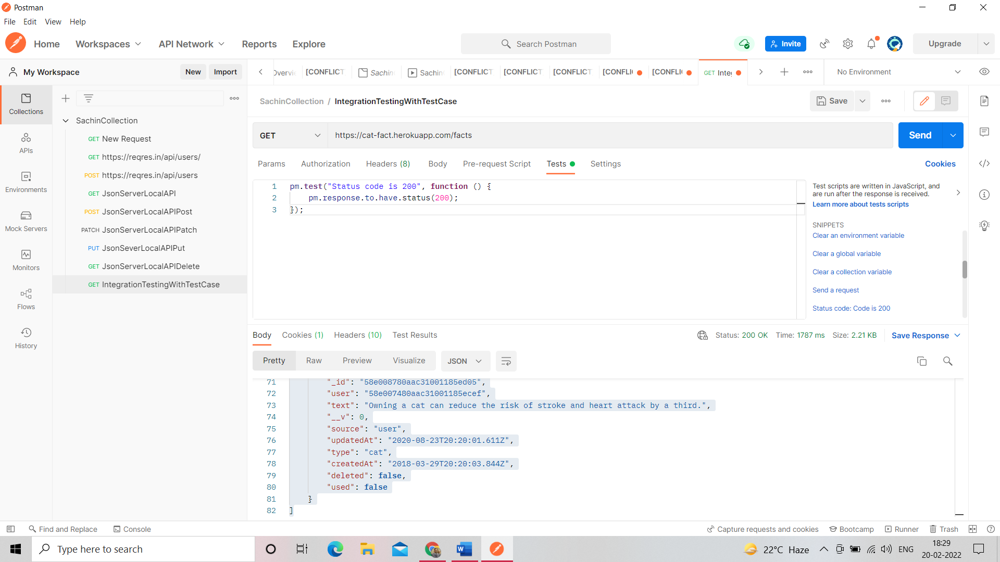 Postman
File Edit View Help
Home Workspaces API Network Reports Explore
Search Postman
Invite
Upgrade
My Workspace
New Import
[CONFLICT Sachin Sachin [CONFLICT [CONFLICT [CONFLICT [CONFLI [CONFLI GET Inte
No Environment
Collections
APIs
Environments
Mock Servers
Monitors
Flows
History
SachinCollection
GET New Request
GET https://reqres.in/api/users/
POST https://reqres.in/api/users
GET JsonServerLocalAPI
POST JsonServerLocalAPIPost
PATCH JsonServerLocalAPIPatch
PUT JsonSeverLocalAPIPut
GET JsonServerLocalAPIDelete
GET IntegrationTestingWithTestCase
SachinCollection / IntegrationTestingWithTestCase
Save
GET https://cat-fact.herokuapp.com/facts
Send
Params Authorization Headers (8) Body Pre-request Script Tests Settings
Cookies
1 pm.test("Status code is 200", function () {
2 pm.response.to.have.status(200);
3 });
Test scripts are written in JavaScript, and
are run after the response is received.
Learn more about tests scripts
SNIPPETS
Clear an environment variable
Clear a global variable
Clear a collection variable
Send a request
Status code: Code is 200
Body Cookies (1) Headers (10) Test Results
Status: 200 OK Time: 1787 ms Size: 2.21 KB Save Response
Pretty Raw Preview Visualize JSON
71 "_id": "58e008780aac31001185ed05",
72 "user": "58e007480aac31001185ecef",
73 "text": "Owning a cat can reduce the risk of stroke and heart attack by a third.",
74 "__v": 0,
75 "source": "user",
76 "updatedAt": "2020-08-23T20:20:01.611Z",
77 "type": "cat",
78 "createdAt": "2018-03-29T20:20:03.844Z",
79 "deleted": false,
80 "used": false
81 }
82 ]
Find and Replace Console
Capture requests and cookies Bootcamp Runner Trash
Type here to search
22°C Haze
ENG
18:29
20-02-2022